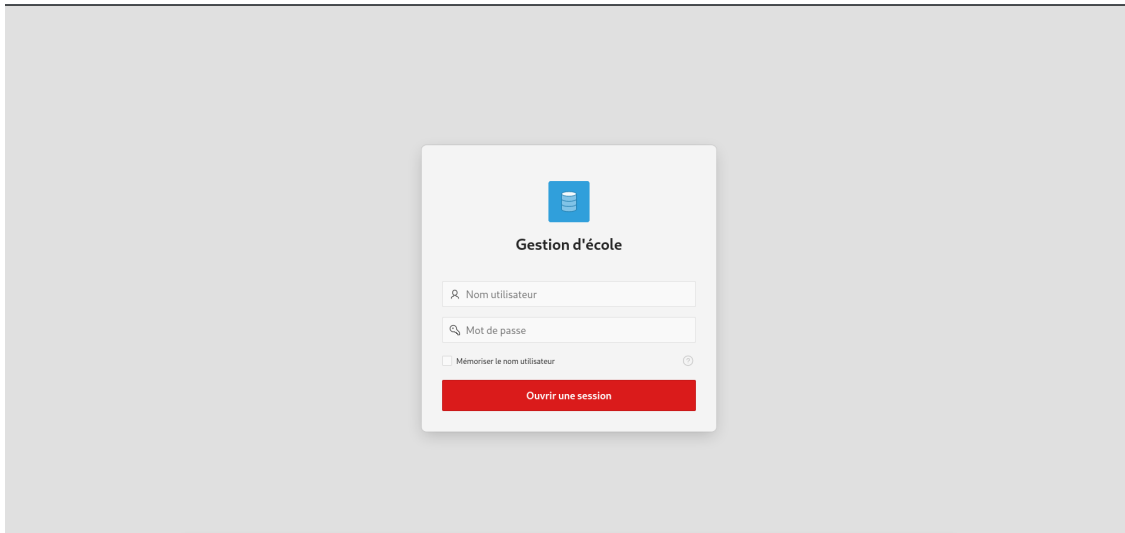 Gestion d'école
Nom utilisateur
Mot de passe
Mémoriser le nom utilisateur
?
Ouvrir une session